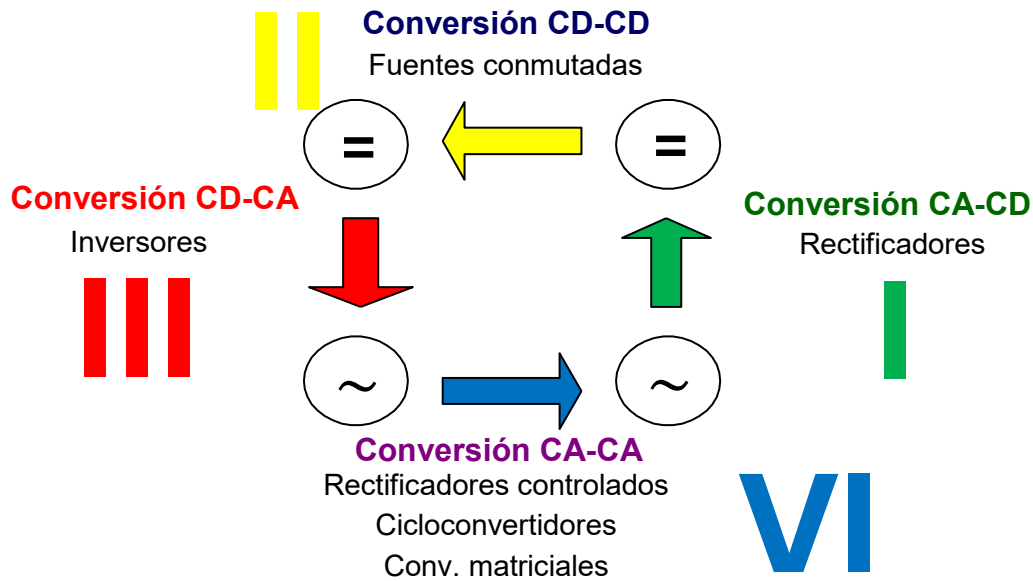 Conversión CD-CD
Fuentes conmutadas
II
=
=
Conversión CD-CA
Inversores
III
Conversión CA-CD
Rectificadores
I
~
~
Conversión CA-CA
Rectificadores controlados
Cicloconvertidores
Conv. matriciales
VI